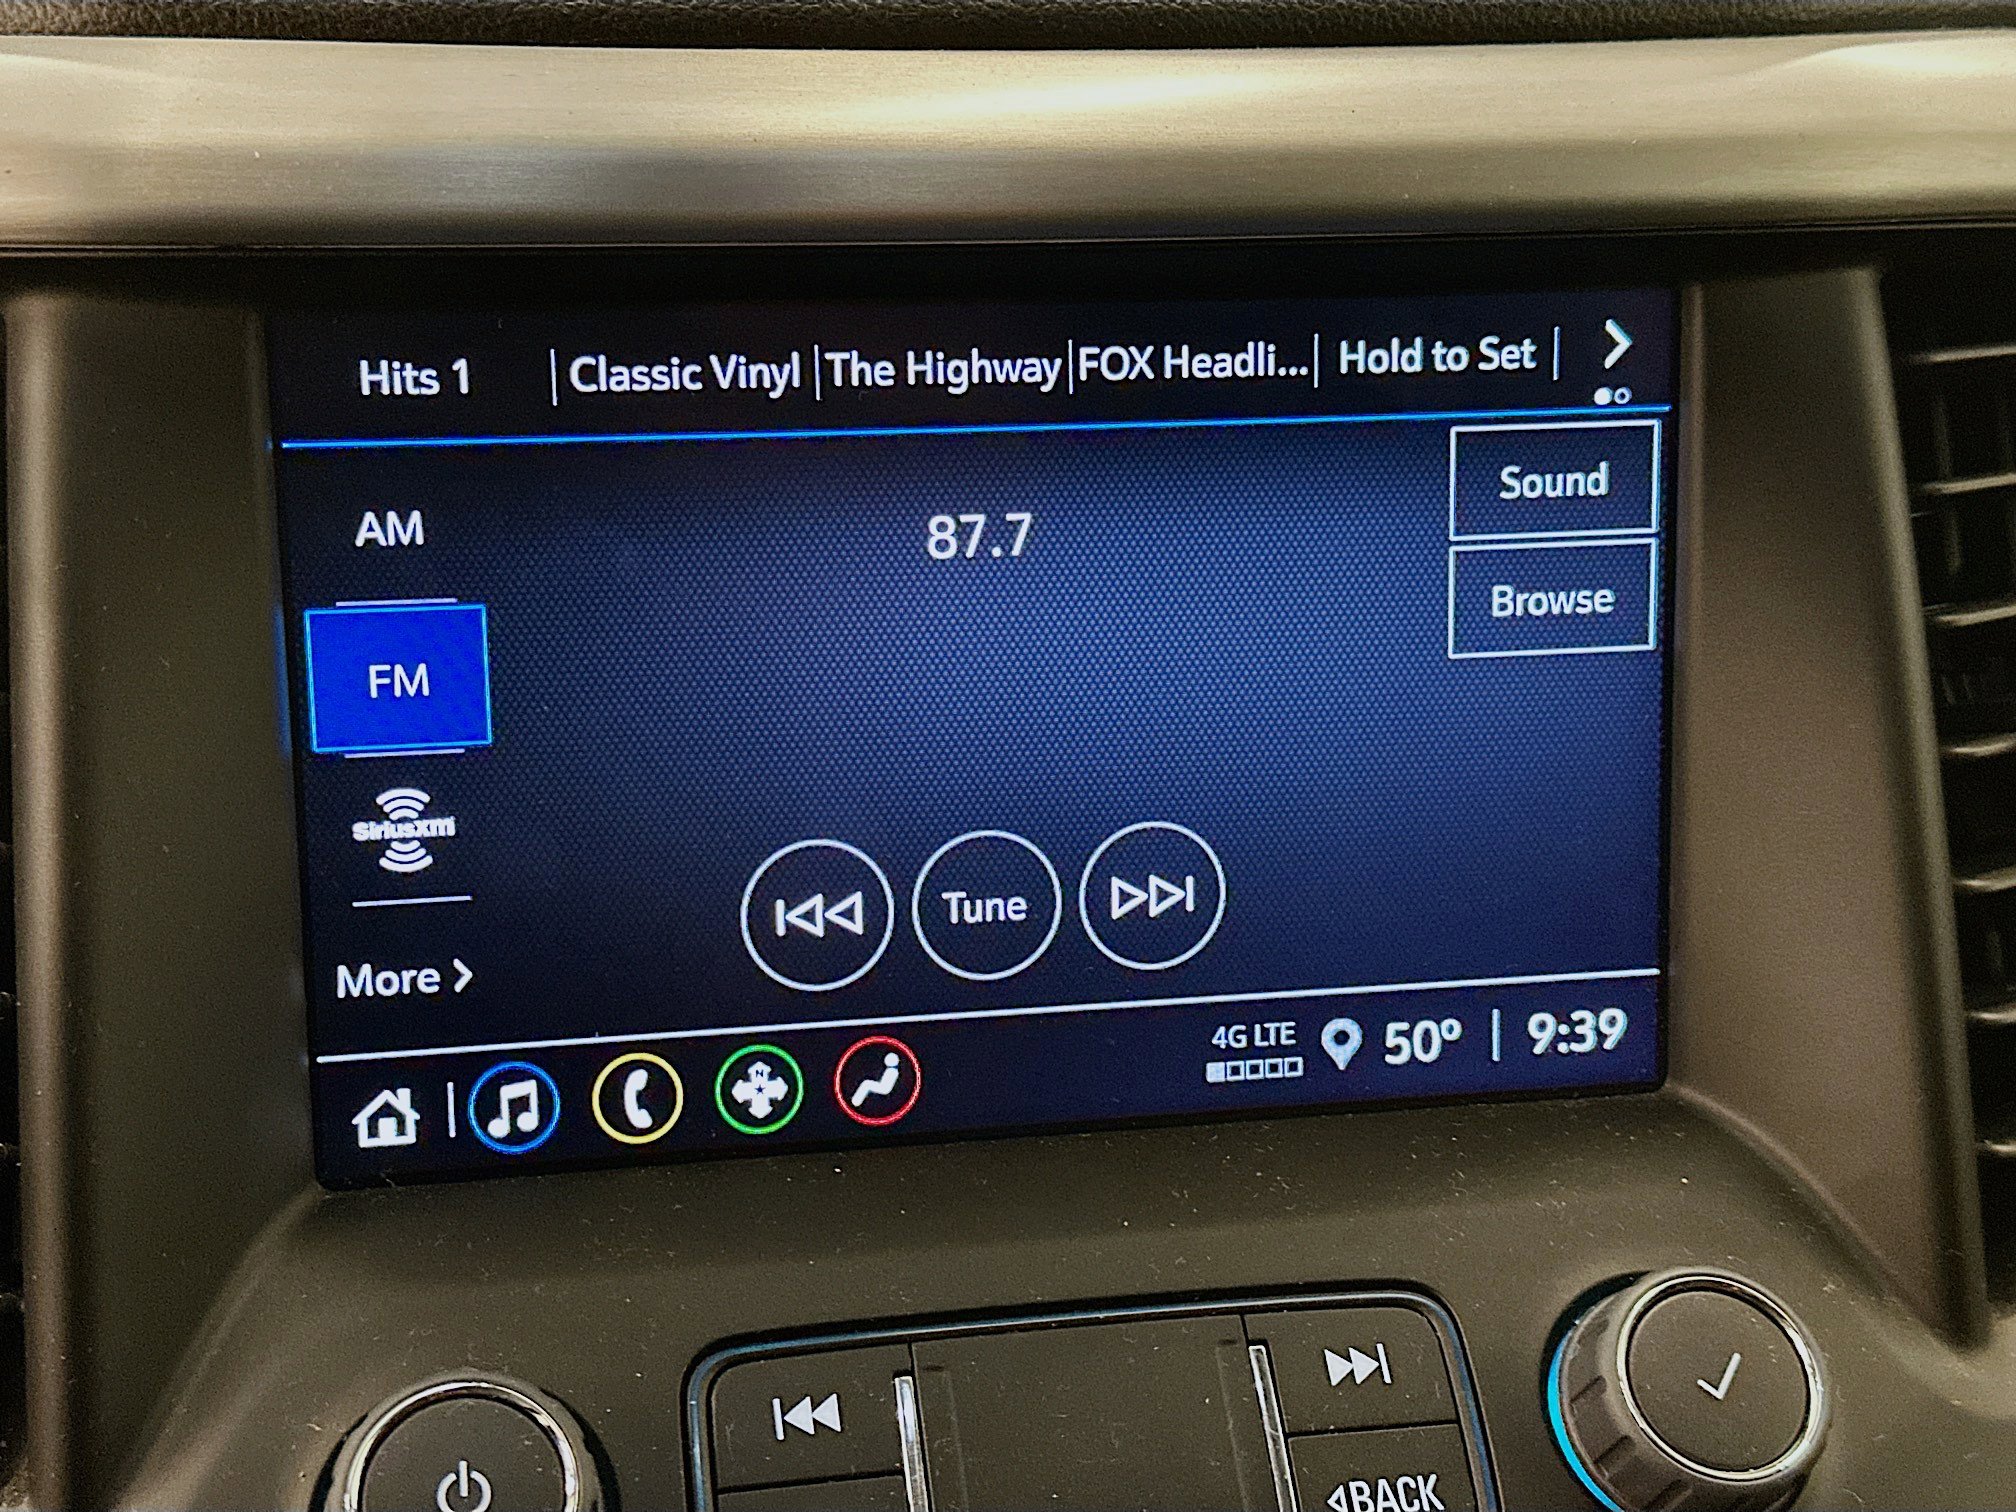 Hits 1 | Classic Vinyl | The Highway | FOX Headli... | Hold to Set |
AM
87.7
Sound
Browse
FM
SiriusXm
Tune
More >
4G LTE 50° | 9:39
N
BACK